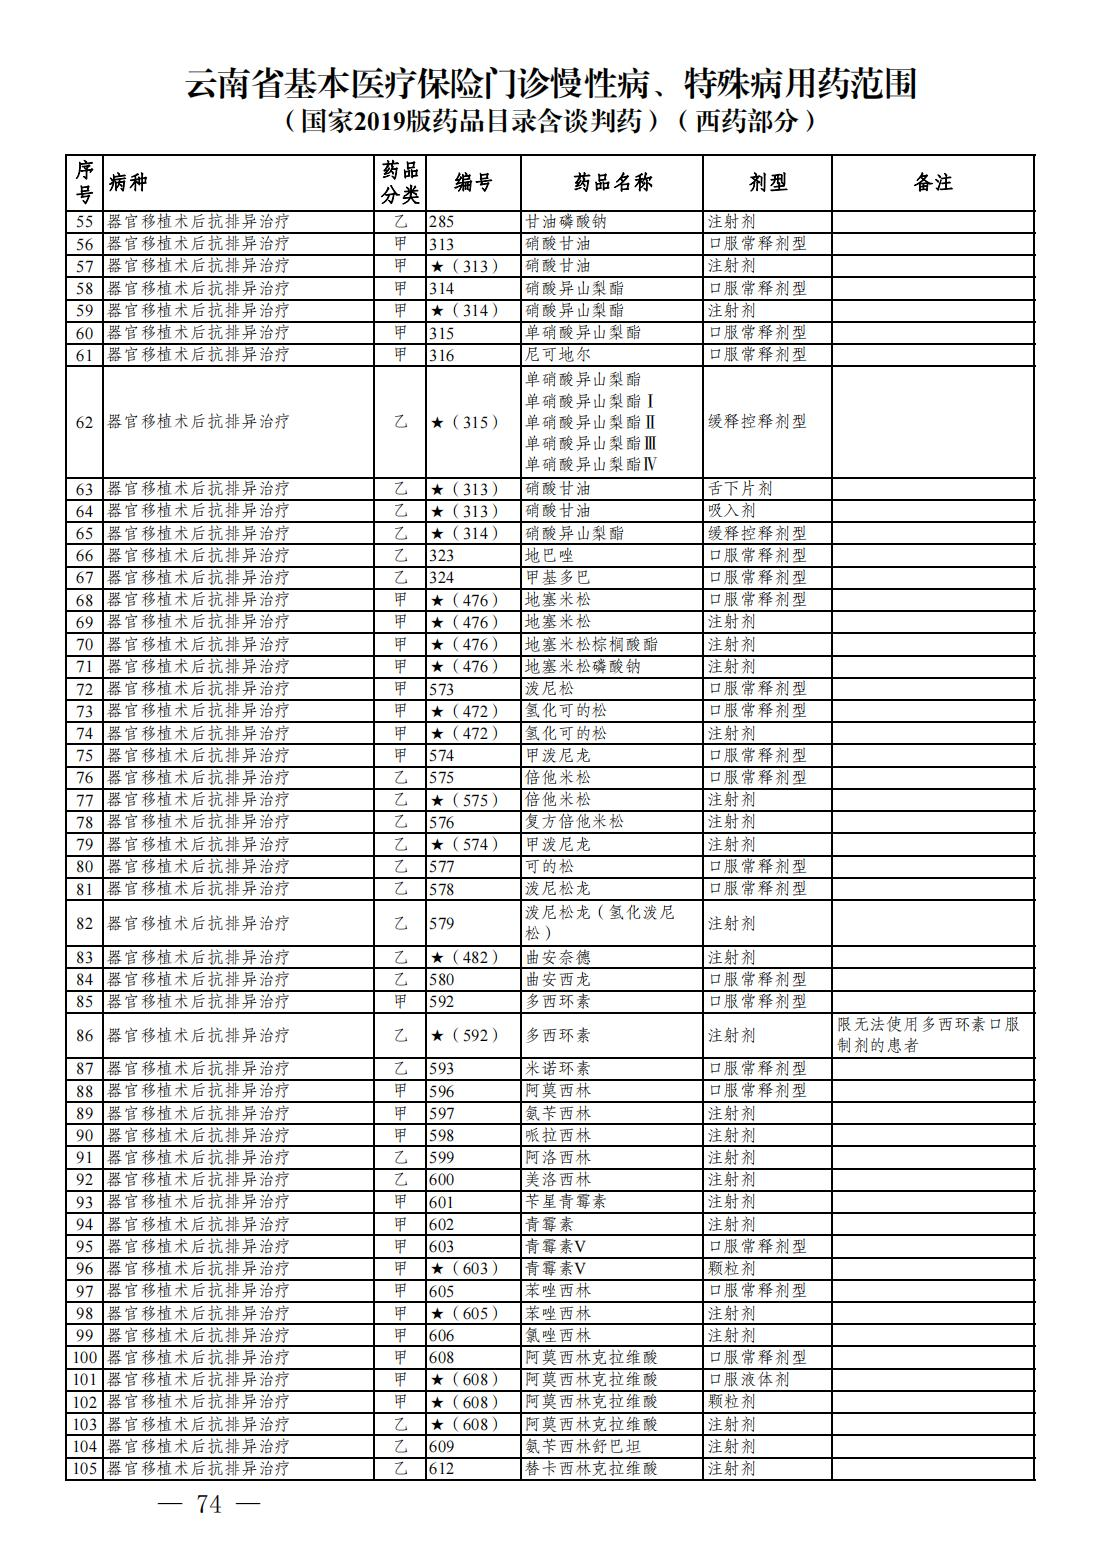 云南省基本医疗保险门诊慢性病、特殊病用药范围
（国家2019版药品目录含谈判药）（西药部分）
序号 病种 药品分类 编号 药品名称 剂型 备注
55 器官移植术后抗排异治疗 乙 285 甘油磷酸钠 注射剂
56 器官移植术后抗排异治疗 甲 313 硝酸甘油 口服常释剂型
57 器官移植术后抗排异治疗 甲 ★（313） 硝酸甘油 注射剂
58 器官移植术后抗排异治疗 甲 314 硝酸异山梨酯 口服常释剂型
59 器官移植术后抗排异治疗 甲 ★（314） 硝酸异山梨酯 注射剂
60 器官移植术后抗排异治疗 甲 315 单硝酸异山梨酯 口服常释剂型
61 器官移植术后抗排异治疗 甲 316 尼可地尔 口服常释剂型
62 器官移植术后抗排异治疗 乙 ★（315） 单硝酸异山梨酯 单硝酸异山梨酯Ⅰ 单硝酸异山梨酯Ⅱ 单硝酸异山梨酯Ⅲ 单硝酸异山梨酯Ⅳ 缓释控释剂型
63 器官移植术后抗排异治疗 乙 ★（313） 硝酸甘油 舌下片剂
64 器官移植术后抗排异治疗 乙 ★（313） 硝酸甘油 吸入剂
65 器官移植术后抗排异治疗 乙 ★（314） 硝酸异山梨酯 缓释控释剂型
66 器官移植术后抗排异治疗 乙 323 地巴唑 口服常释剂型
67 器官移植术后抗排异治疗 乙 324 甲基多巴 口服常释剂型
68 器官移植术后抗排异治疗 甲 ★（476） 地塞米松 口服常释剂型
69 器官移植术后抗排异治疗 甲 ★（476） 地塞米松 注射剂
70 器官移植术后抗排异治疗 甲 ★（476） 地塞米松棕榈酸酯 注射剂
71 器官移植术后抗排异治疗 甲 ★（476） 地塞米松磷酸钠 注射剂
72 器官移植术后抗排异治疗 甲 573 泼尼松 口服常释剂型
73 器官移植术后抗排异治疗 甲 ★（472） 氢化可的松 口服常释剂型
74 器官移植术后抗排异治疗 甲 ★（472） 氢化可的松 注射剂
75 器官移植术后抗排异治疗 甲 574 甲泼尼龙 口服常释剂型
76 器官移植术后抗排异治疗 乙 575 倍他米松 口服常释剂型
77 器官移植术后抗排异治疗 乙 ★（575） 倍他米松 注射剂
78 器官移植术后抗排异治疗 乙 576 复方倍他米松 注射剂
79 器官移植术后抗排异治疗 乙 ★（574） 甲泼尼龙 注射剂
80 器官移植术后抗排异治疗 乙 577 可的松 口服常释剂型
81 器官移植术后抗排异治疗 乙 578 泼尼松龙 口服常释剂型
82 器官移植术后抗排异治疗 乙 579 泼尼松龙（氢化泼尼松） 注射剂
83 器官移植术后抗排异治疗 乙 ★（482） 曲安奈德 注射剂
84 器官移植术后抗排异治疗 乙 580 曲安西龙 口服常释剂型
85 器官移植术后抗排异治疗 甲 592 多西环素 口服常释剂型
86 器官移植术后抗排异治疗 乙 ★（592） 多西环素 注射剂 限无法使用多西环素口服制剂的患者
87 器官移植术后抗排异治疗 乙 593 米诺环素 口服常释剂型
88 器官移植术后抗排异治疗 甲 596 阿莫西林 口服常释剂型
89 器官移植术后抗排异治疗 甲 597 氨苄西林 注射剂
90 器官移植术后抗排异治疗 甲 598 哌拉西林 注射剂
91 器官移植术后抗排异治疗 乙 599 阿洛西林 注射剂
92 器官移植术后抗排异治疗 乙 600 美洛西林 注射剂
93 器官移植术后抗排异治疗 甲 601 苄星青霉素 注射剂
94 器官移植术后抗排异治疗 甲 602 青霉素 注射剂
95 器官移植术后抗排异治疗 甲 603 青霉素V 口服常释剂型
96 器官移植术后抗排异治疗 甲 ★（603） 青霉素V 颗粒剂
97 器官移植术后抗排异治疗 甲 605 苯唑西林 口服常释剂型
98 器官移植术后抗排异治疗 甲 ★（605） 苯唑西林 注射剂
99 器官移植术后抗排异治疗 甲 606 氯唑西林 注射剂
100 器官移植术后抗排异治疗 甲 608 阿莫西林克拉维酸 口服常释剂型
101 器官移植术后抗排异治疗 甲 ★（608） 阿莫西林克拉维酸 口服液体剂
102 器官移植术后抗排异治疗 甲 ★（608） 阿莫西林克拉维酸 颗粒剂
103 器官移植术后抗排异治疗 乙 ★（608） 阿莫西林克拉维酸 注射剂
104 器官移植术后抗排异治疗 乙 609 氨苄西林舒巴坦 注射剂
105 器官移植术后抗排异治疗 乙 612 替卡西林克拉维酸 注射剂
— 74 —